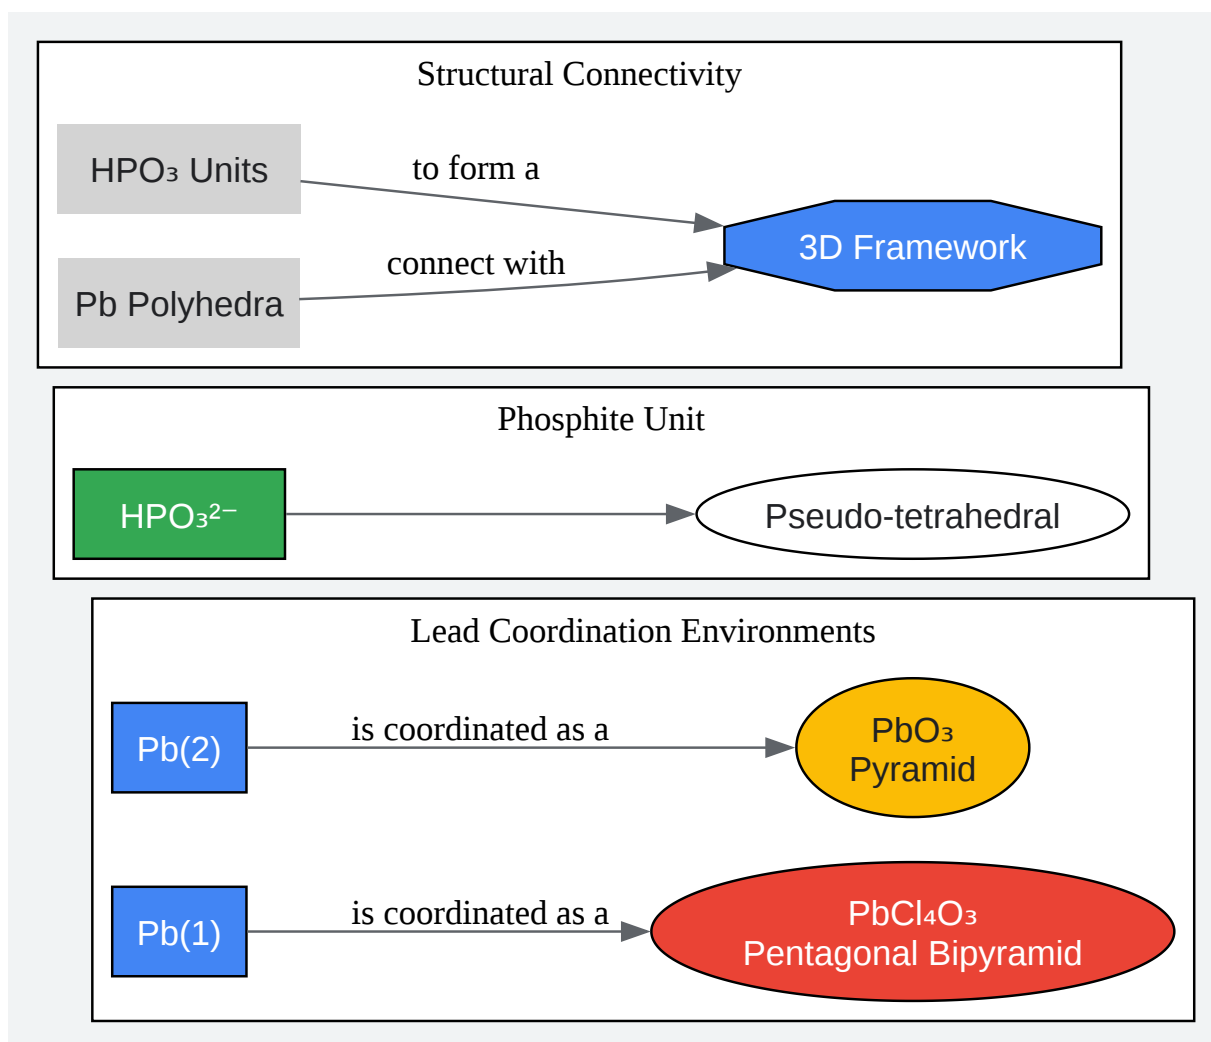 Structural Connectivity
HPO₃ Units
to form a
3D Framework
connect with
Pb Polyhedra
Phosphite Unit
HPO₃²⁻
Pseudo-tetrahedral
Lead Coordination Environments
Pb(2)
is coordinated as a
PbO₃
Pyramid
Pb(1)
is coordinated as a
PbCl₄O₃
Pentagonal Bipyramid